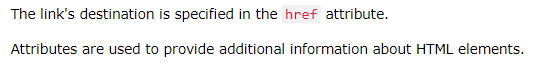 The link's destination is specified in the href attribute.
Attributes are used to provide additional information about HTML elements.